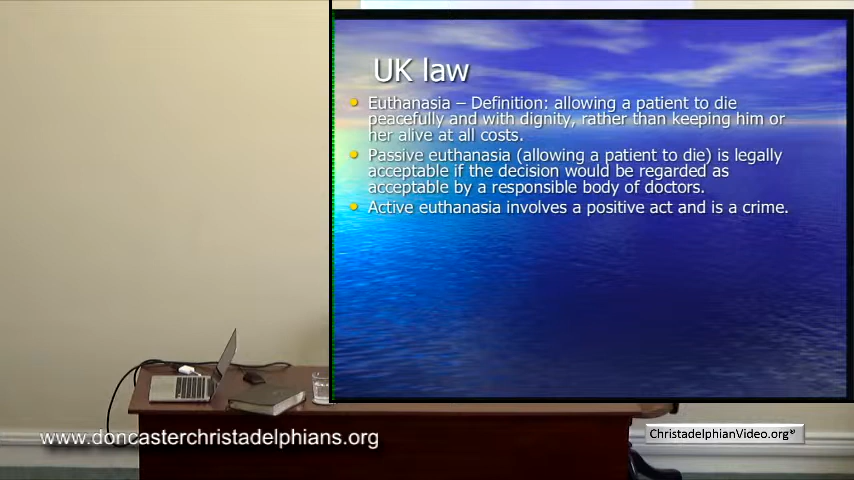 UK law
Euthanasia – Definition: allowing a patient to die
peacefully and with dignity, rather than keeping him or
her alive at all costs.
Passive euthanasia (allowing a patient to die) is legally
acceptable if the decision would be regarded as
acceptable by a responsible body of doctors.
Active euthanasia involves a positive act and is a crime.
www.doncasterchristadelphians.org
ChristadelphianVideo.org®